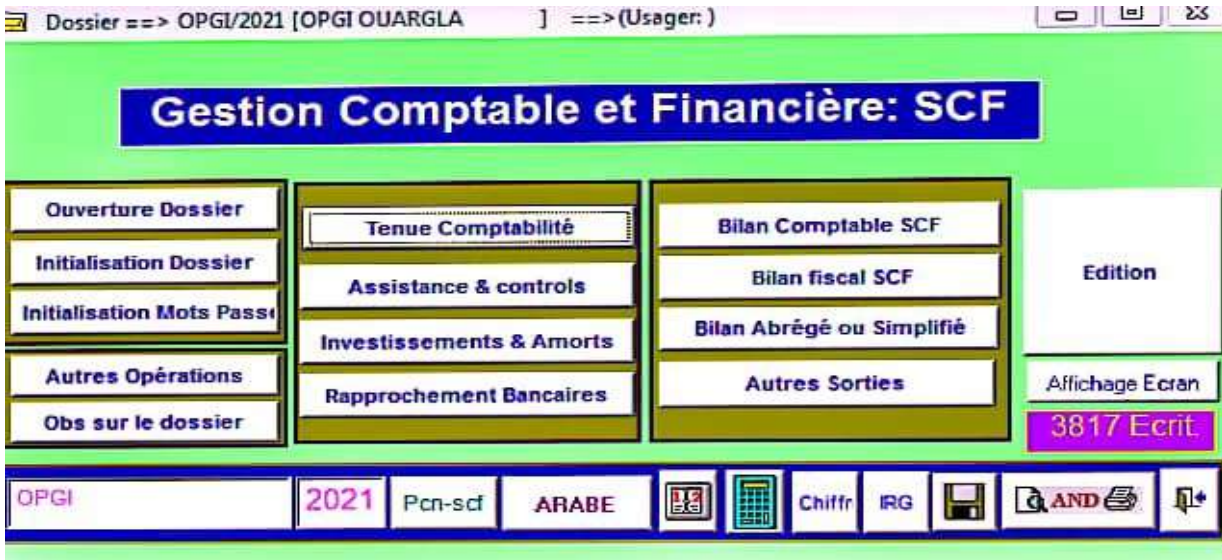 Dossier ==> OPGI/2021 [OPGI OUARGLA ] ==>(Usager: )
Gestion Comptable et Financière: SCF
Ouverture Dossier
Initialisation Dossier
Initialisation Mots Passe
Autres Opérations
Obs sur le dossier
Tenue Comptabilité
Assistance & controls
Investissements & Amorts
Rapprochement Bancaires
Bilan Comptable SCF
Bilan fiscal SCF
Bilan Abrégé ou Simplifié
Autres Sorties
Edition
Affichage Ecran
3817 Ecrit.
OPGI 2021 Pcn-scf ARABE Chiffr IRG AND